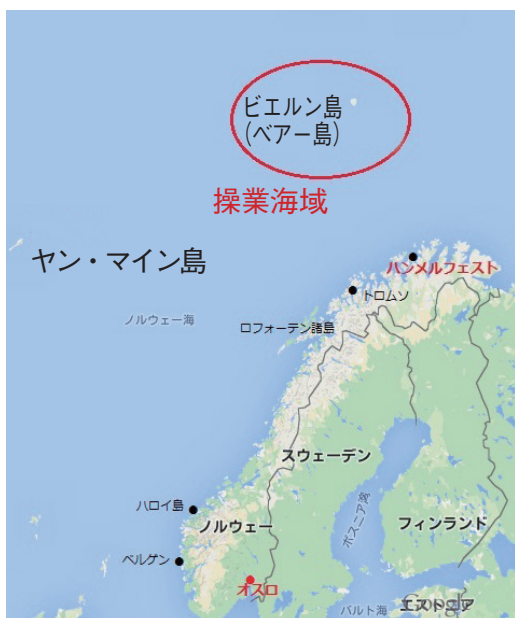 ビエルン島
(ベアー島)
操業海域
ヤン・マイン島
ハンメルフェスト
トロムソ
ノルウェー海
ロフォーテン諸島
スウェーデン
ハロイ島
ノルウェー
ボスニア湾
フィンランド
ベルゲン
オスロ
バルト海
エストニア
Google